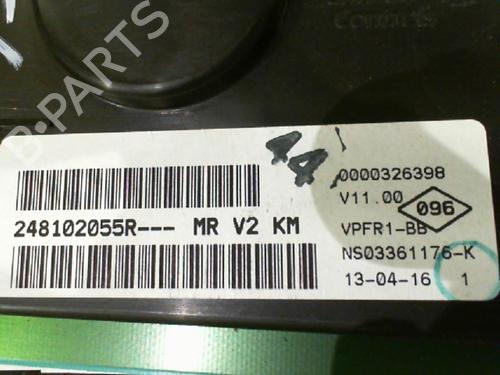 B-PARTS
44
0000326398
V11.00
096
248102055R--- MR V2 KM
VPFR1-BB
NS03361176-K
13-04-16 1